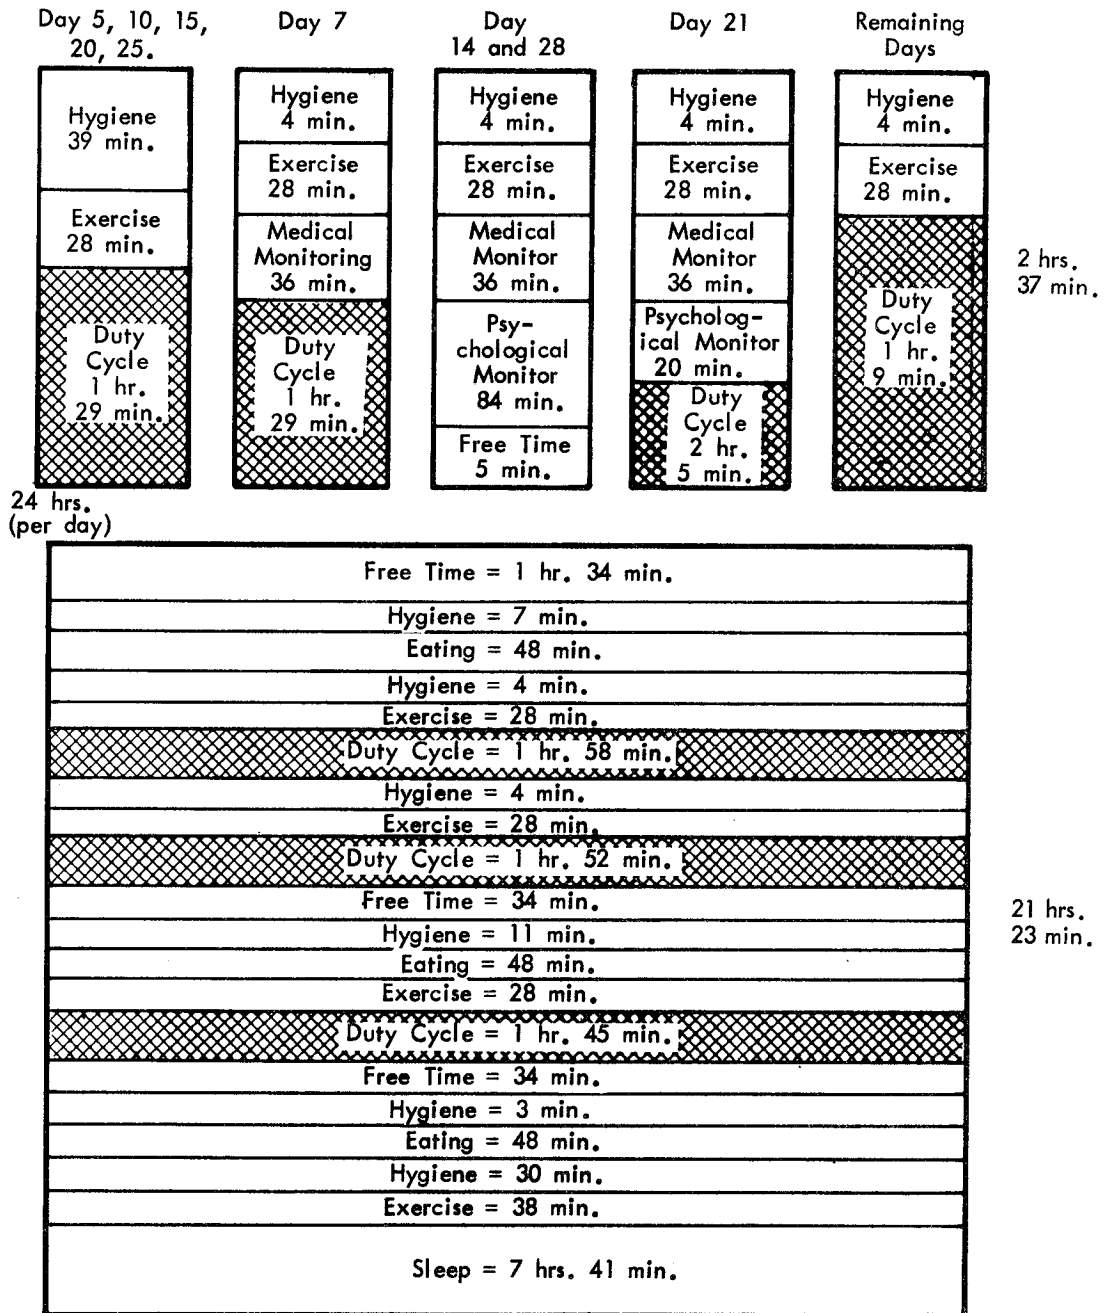 Day 5, 10, 15,
20, 25.
Hygiene
39 min.
Exercise
28 min.
Duty
Cycle
1 hr.
29 min.
Day 7
Hygiene
4 min.
Exercise
28 min.
Medical
Monitoring
36 min.
Duty
Cycle
1 hr.
29 min.
Day
14 and 28
Hygiene
4 min.
Exercise
28 min.
Medical
Monitor
36 min.
Psy-
chological
Monitor
84 min.
Free Time
5 min.
Day 21
Hygiene
4 min.
Exercise
28 min.
Medical
Monitor
36 min.
Psycholog-
ical Monitor
20 min.
Duty
Cycle
2 hr.
5 min.
Remaining
Days
Hygiene
4 min.
Exercise
28 min.
Duty
Cycle
1 hr.
9 min.
2 hrs.
37 min.
24 hrs.
(per day)
Free Time = 1 hr. 34 min.
Hygiene = 7 min.
Eating = 48 min.
Hygiene = 4 min.
Exercise = 28 min.
Duty Cycle = 1 hr. 58 min.
Hygiene = 4 min.
Exercise = 28 min.
Duty Cycle = 1 hr. 52 min.
Free Time = 34 min.
Hygiene = 11 min.
Eating = 48 min.
Exercise = 28 min.
Duty Cycle = 1 hr. 45 min.
Free Time = 34 min.
Hygiene = 3 min.
Eating = 48 min.
Hygiene = 30 min.
Exercise = 38 min.
Sleep = 7 hrs. 41 min.
21 hrs.
23 min.